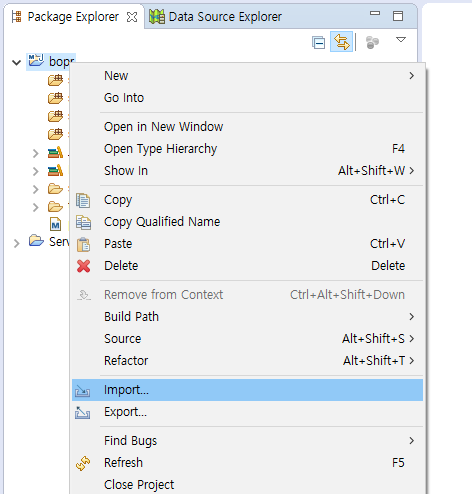 Package Explorer
Data Source Explorer
New
Go Into
Open in New Window
Open Type Hierarchy F4
Show In Alt+Shift+W
Copy Ctrl+C
Copy Qualified Name
Paste Ctrl+V
Delete Delete
Remove from Context Ctrl+Alt+Shift+Down
Build Path
Source Alt+Shift+S
Refactor Alt+Shift+T
Import...
Export...
Find Bugs
Refresh F5
Close Project